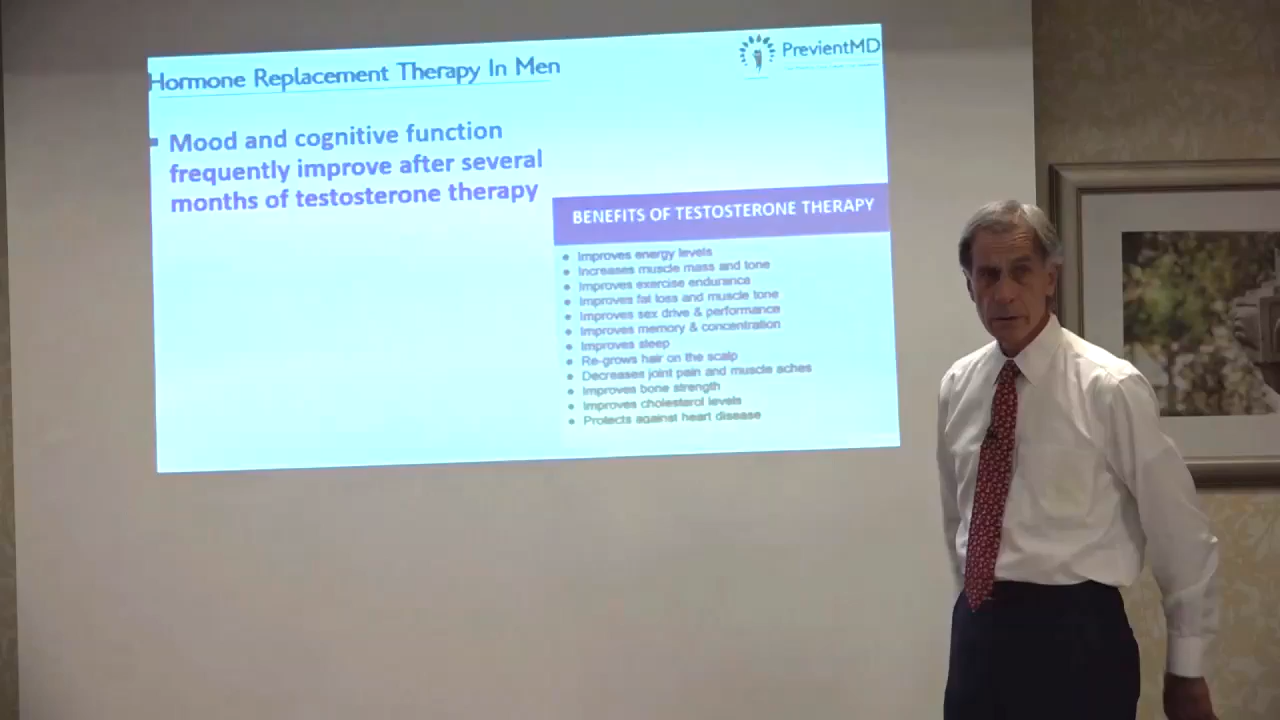 Hormone Replacement Therapy In Men
PrevientMD
Mood and cognitive function
frequently improve after several
months of testosterone therapy
BENEFITS OF TESTOSTERONE THERAPY
Improves energy levels
Increases muscle mass and tone
Improves exercise endurance
Improves fat loss and muscle tone
Improves sex drive & performance
Improves memory & concentration
Improves sleep
Re-grows hair on the scalp
Decreases joint pain and muscle aches
Improves bone strength
Improves cholesterol levels
Protects against heart disease